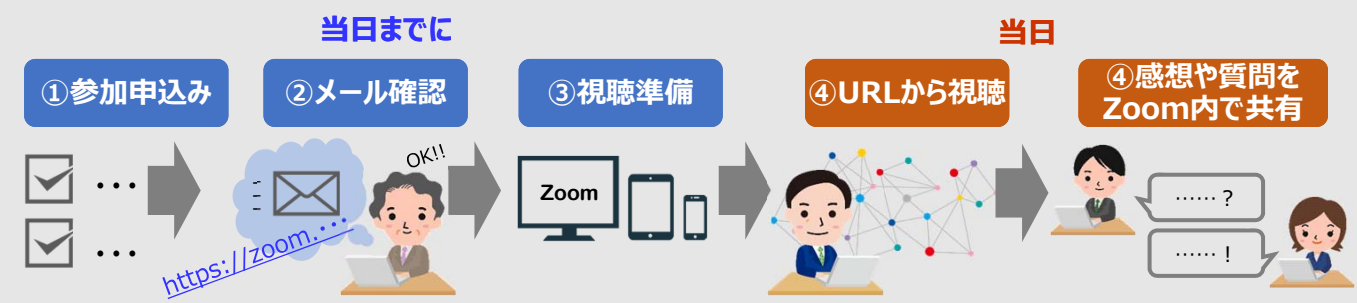 当日までに
当日
①参加申込み
②メール確認
③視聴準備
④URLから視聴
④感想や質問を
Zoom内で共有
・・・
・・・
OK!!
https://zoom.・・・
Zoom
……？
……！